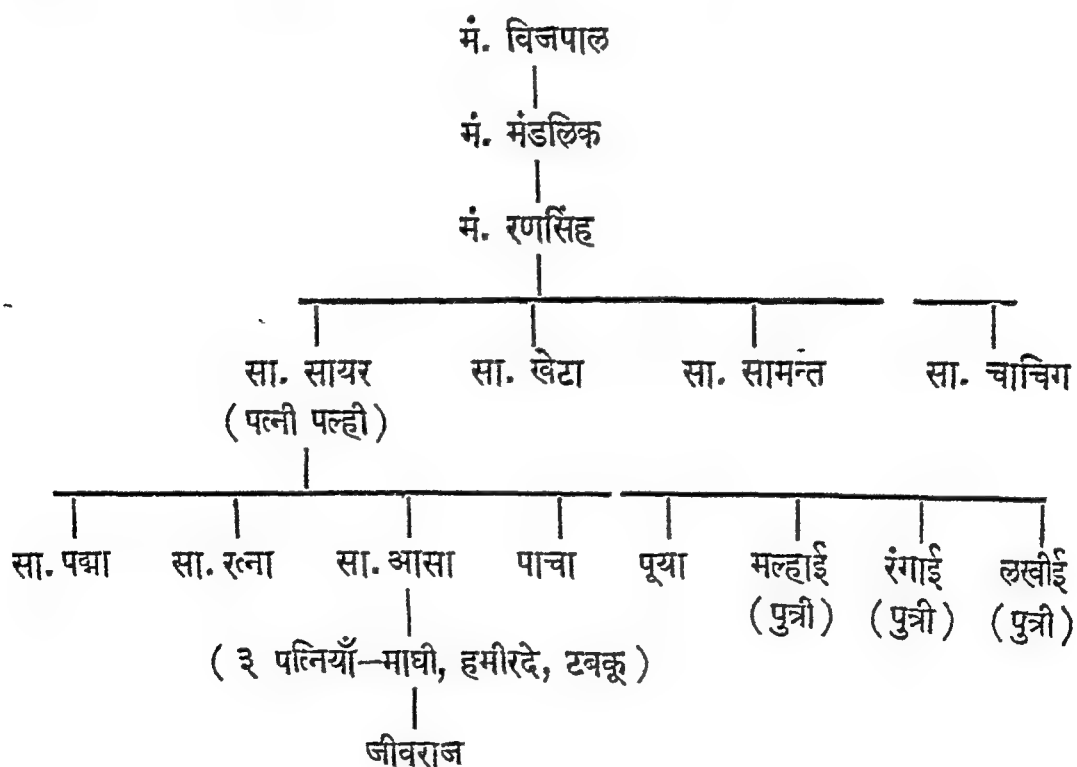 मं. विजपाल
मं. मंडलिक
मं. रणसिंह
सा. सायर सा. खेटा सा. सामन्त सा. चाचिग
(पत्नी पल्ही)
सा. पद्मा सा. रत्ना सा. आसा पाचा पूया मल्हाई रंगाई लखीई
(पुत्री) (पुत्री) (पुत्री)
(३ पत्नियाँ—माघी, हमीरदे, टबकू)
जीवराज